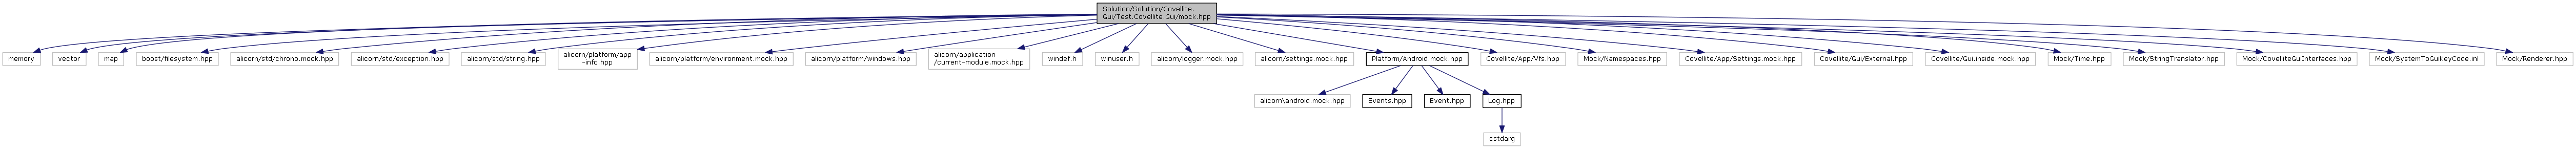 Solution/Solution/Covellite.
Gui/Test.Covellite.Gui/mock.hpp
memory
vector
map
boost/filesystem.hpp
alicorn/std/chrono.mock.hpp
alicorn/std/exception.hpp
alicorn/std/string.hpp
alicorn/platform/app
-info.hpp
alicorn/platform/environment.mock.hpp
alicorn/platform/windows.hpp
alicorn/application
/current-module.mock.hpp
windef.h
winuser.h
alicorn/logger.mock.hpp
alicorn/settings.mock.hpp
Platform/Android.mock.hpp
Covellite/App/Vfs.hpp
Mock/Namespaces.hpp
Covellite/App/Settings.mock.hpp
Covellite/Gui/External.hpp
Covellite/Gui.inside.mock.hpp
Mock/Time.hpp
Mock/StringTranslator.hpp
Mock/CovelliteGuiInterfaces.hpp
Mock/SystemToGuiKeyCode.inl
Mock/Renderer.hpp
alicorn\android.mock.hpp
Events.hpp
Event.hpp
Log.hpp
cstdarg